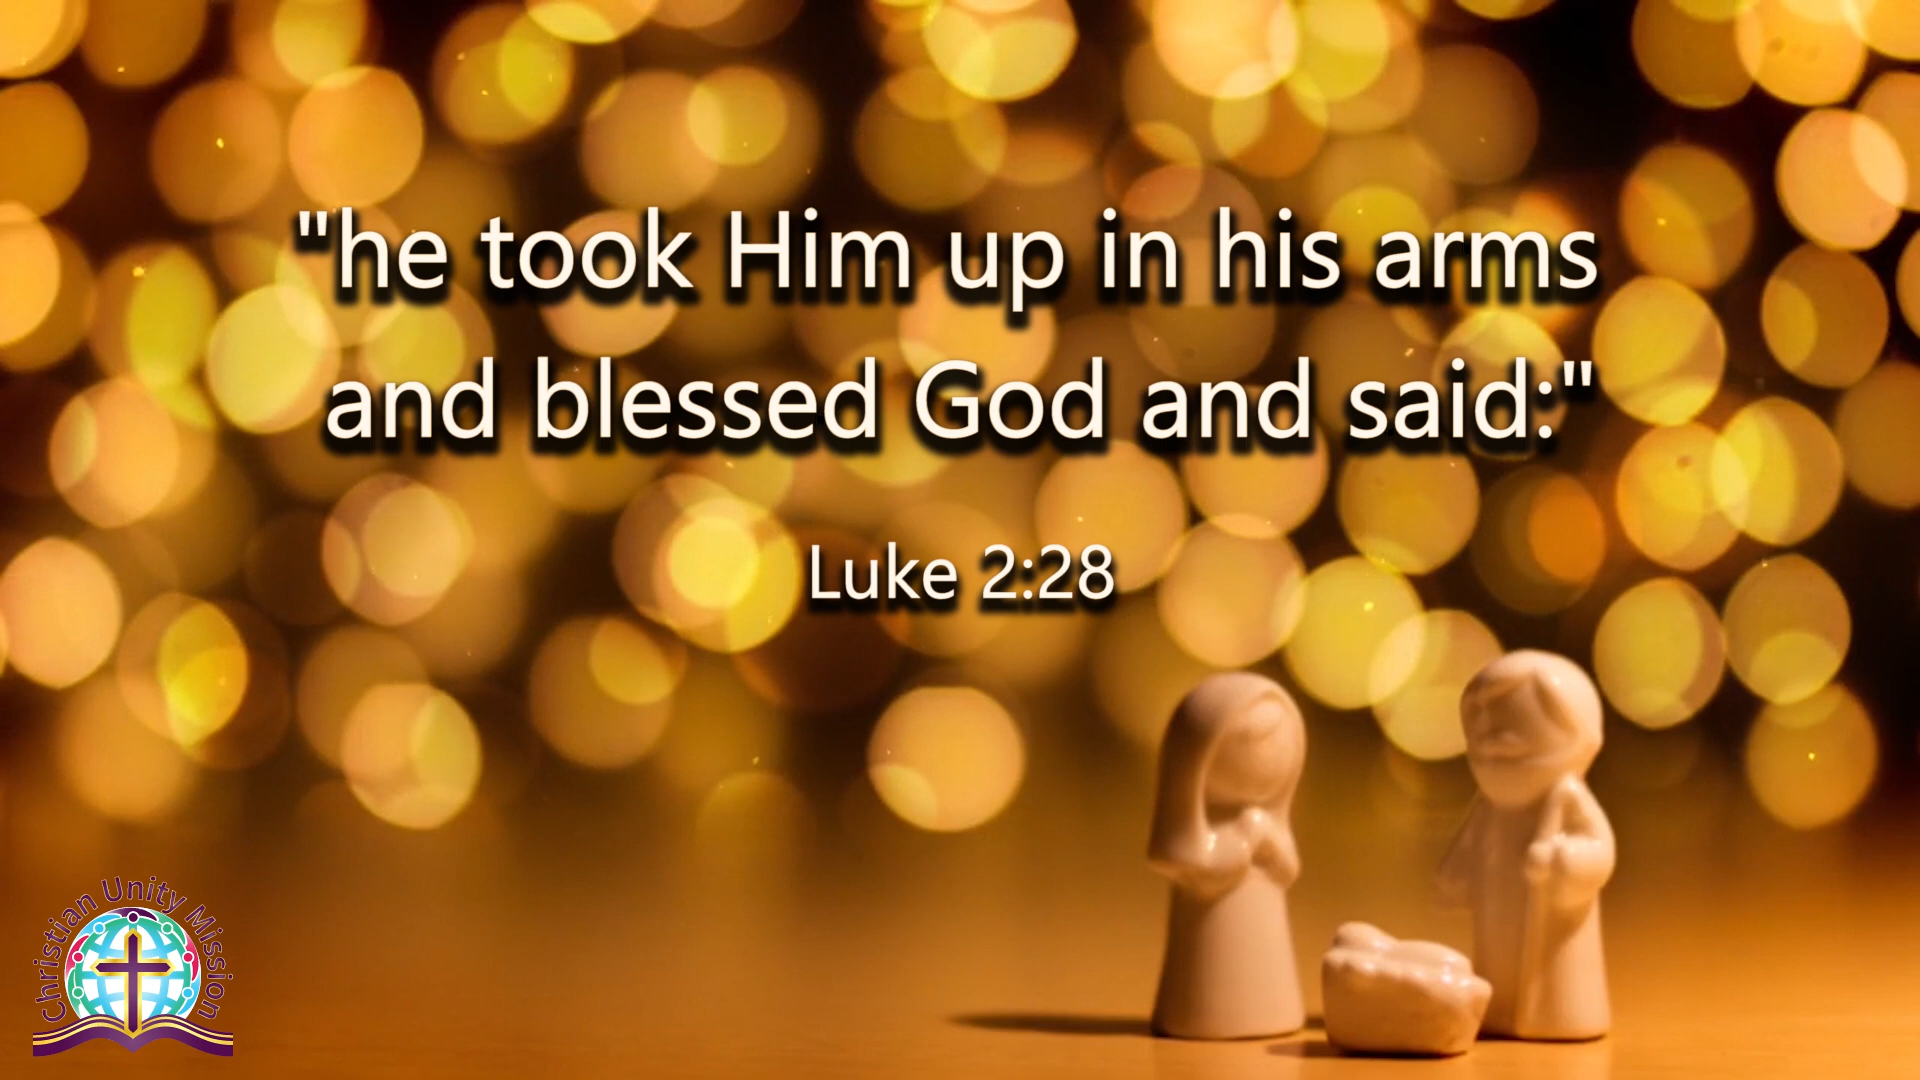 "he took Him up in his arms
and blessed God and said:"
Luke 2:28
Christian Unity Mission